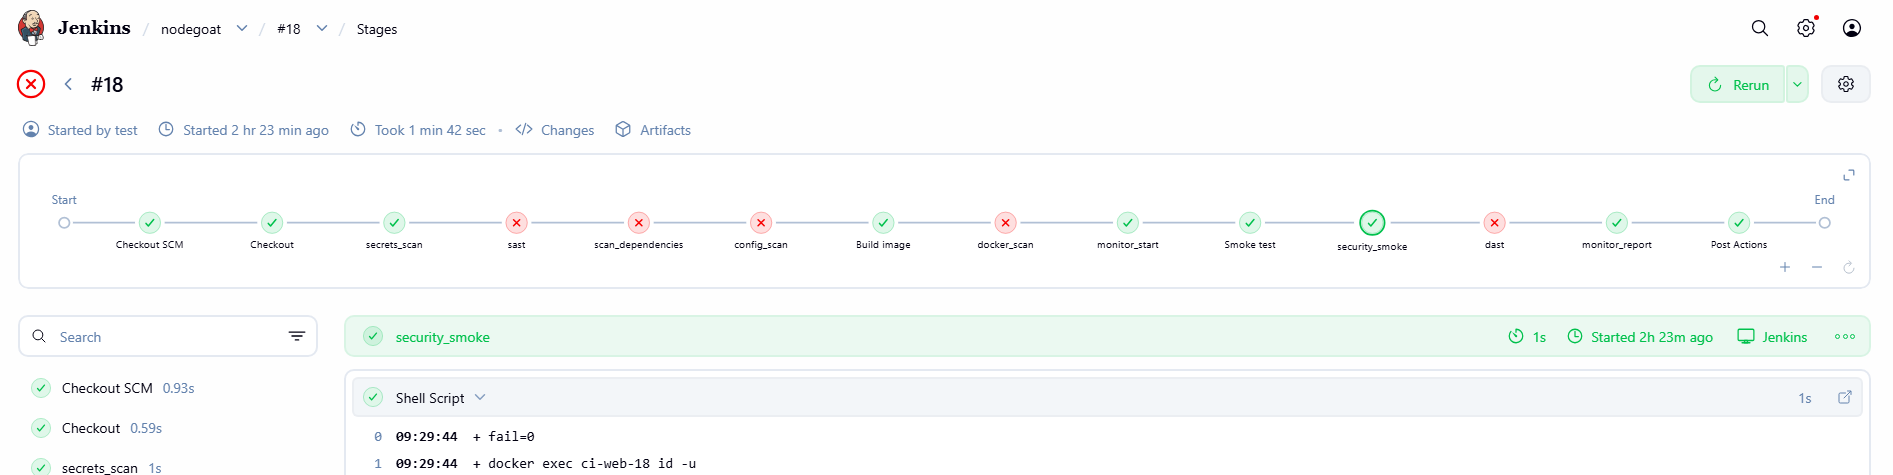 Jenkins / nodegoat / #18 / Stages
#18
Rerun
Started by test Started 2 hr 23 min ago Took 1 min 42 sec • Changes Artifacts
Start
End
Checkout SCM Checkout secrets_scan sast scan_dependencies config_scan Build image docker_scan monitor_start Smoke test security_smoke dast monitor_report Post Actions
Search
security_smoke 1s Started 2h 23m ago Jenkins
Checkout SCM 0.93s
Checkout 0.59s
secrets_scan 1s
Shell Script 1s
0 09:29:44 + fail=0
1 09:29:44 + docker exec ci-web-18 id -u